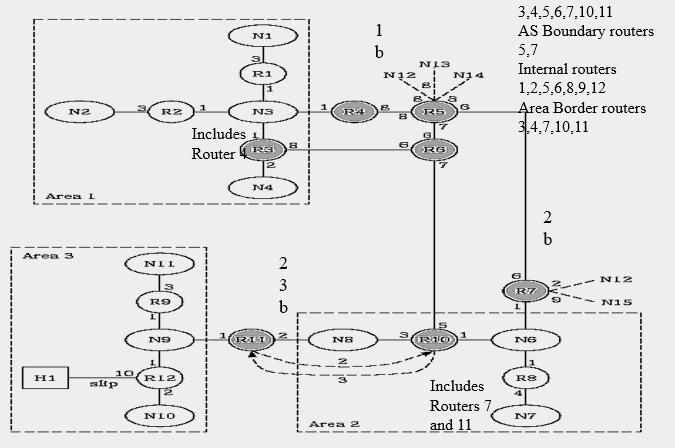 3,4,5,6,7,10,11
AS Boundary routers
5,7
Internal routers
1,2,5,6,8,9,12
Area Border routers
3,4,7,10,11
1
b
N1
3
R1
1
N2 3 R2 1 N3 1 R4 8
N12 N13 N14
8 8 8
8 R5 6
7
Includes
Router 4
1
R3 8
2
N4
Area 1
6
6 R6
7
2
b
6
R7 2 N12
9 N15
1
Area 3
N11
3
R9
1
N9 1 R11 2 N8 3 R10 1 N6
5
2
3
b
2
3
1
H1 10 R12
slip
2
N10
1
R8
4
N7
Includes
Routers 7
and 11
Area 2